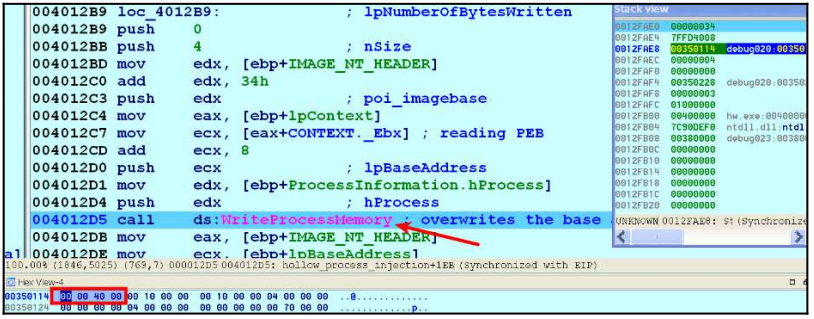 004012B9 loc_4012B9: ; lpNumberOfBytesWritten
004012B9 push 0
004012BB push 4 ; nSize
004012BD mov edx, [ebp+IMAGE_NT_HEADER]
004012C0 add edx, 34h
004012C3 push edx ; poi_imagebase
004012C4 mov eax, [ebp+lpContext]
004012C7 mov ecx, [eax+CONTEXT._Ebx] ; reading PEB
004012CD add ecx, 8
004012D0 push ecx ; lpBaseAddress
004012D1 mov edx, [ebp+ProcessInformation.hProcess]
004012D4 push edx ; hProcess
004012D5 call ds:WriteProcessMemory ; overwrites the base
004012DB mov eax, [ebp+IMAGE_NT_HEADER]
004012DE mov ecx, [ebp+lpBaseAddress]
100.00% (1846,5025) (769,7) 000012D5 004012D5: hollow_process_injection+1EB (Synchronized with EIP)
Stack view
0012FAE0 00000034
0012FAE4 7FFD4008
0012FAE8 00350114 debug020:00350
0012FAEC 00000004
0012FAF0 00000000
0012FAF4 00350228 debug020:00350
0012FAF8 00000003
0012FAFC 01000000
0012FB00 00400000 hw.exe:0040000
0012FB04 7C90DEF0 ntdll.dll:ntdl
0012FB08 00380000 debug023:00380
0012FB0C 00000000
0012FB10 00000000
0012FB14 00000000
0012FB18 00000000
0012FB1C 00000000
0012FB20 00000000
UNKNOWN 0012FAE8: St (Synchronize
Hex View-4
00350114 00 00 40 00 00 10 00 00 00 10 00 00 04 00 00 00 ..@.............
00350124 00 00 00 00 04 00 00 00 00 00 00 00 00 70 00 00 .............p..